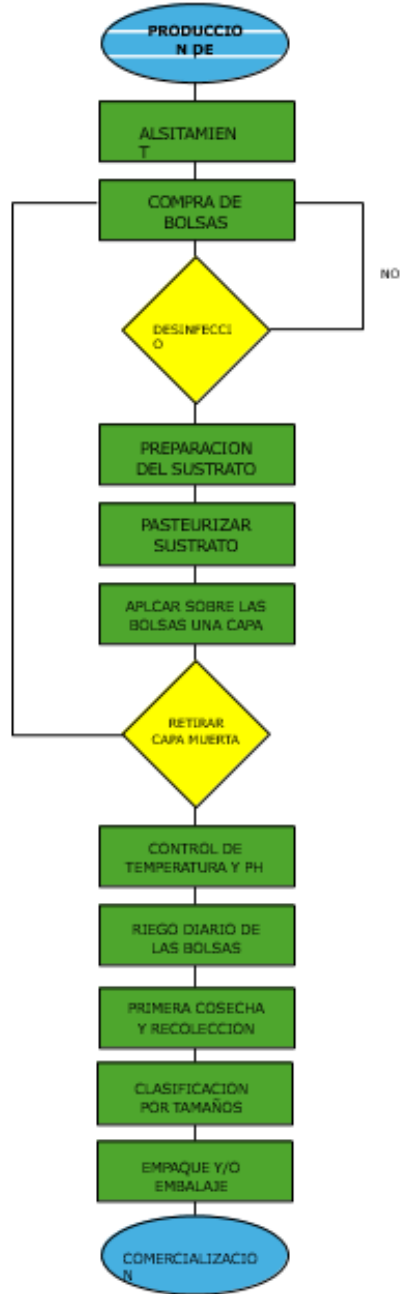 PRODUCCIO
N DE
ALSITAMIEN
T
COMPRA DE
BOLSAS
NO
DESINFECCI
O
PREPARACION
DEL SUSTRATO
PASTEURIZAR
SUSTRATO
APLCAR SOBRE LAS
BOLSAS UNA CAPA
RETIRAR
CAPA MUERTA
CONTROL DE
TEMPERATURA Y PH
RIEGO DIARIO DE
LAS BOLSAS
PRIMERA COSECHA
Y RECOLECCION
CLASIFICACION
POR TAMAÑOS
EMPAQUE Y/O
EMBALAJE
COMERCIALIZACIO
N